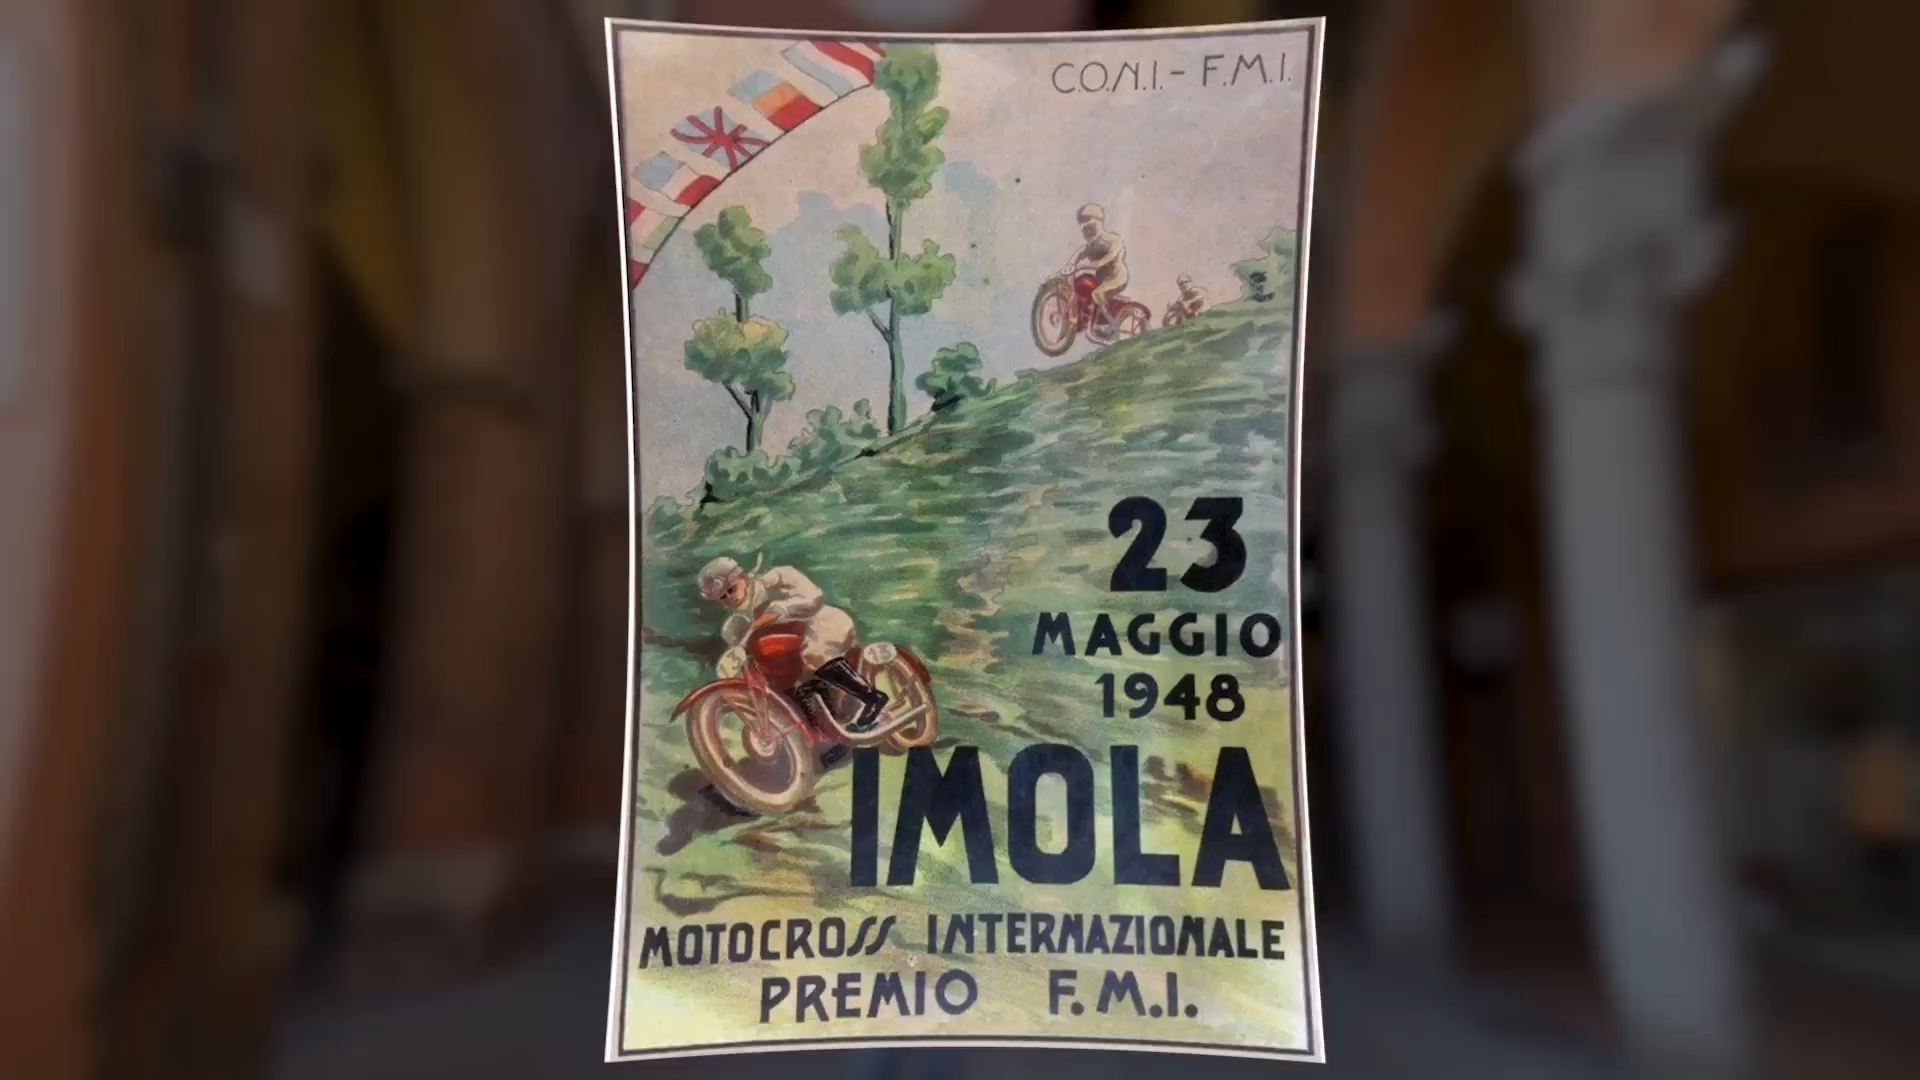 C.O.N.I. - F.M.I.
23
MAGGIO
1948
IMOLA
MOTOCROSS INTERNAZIONALE
PREMIO F.M.I.